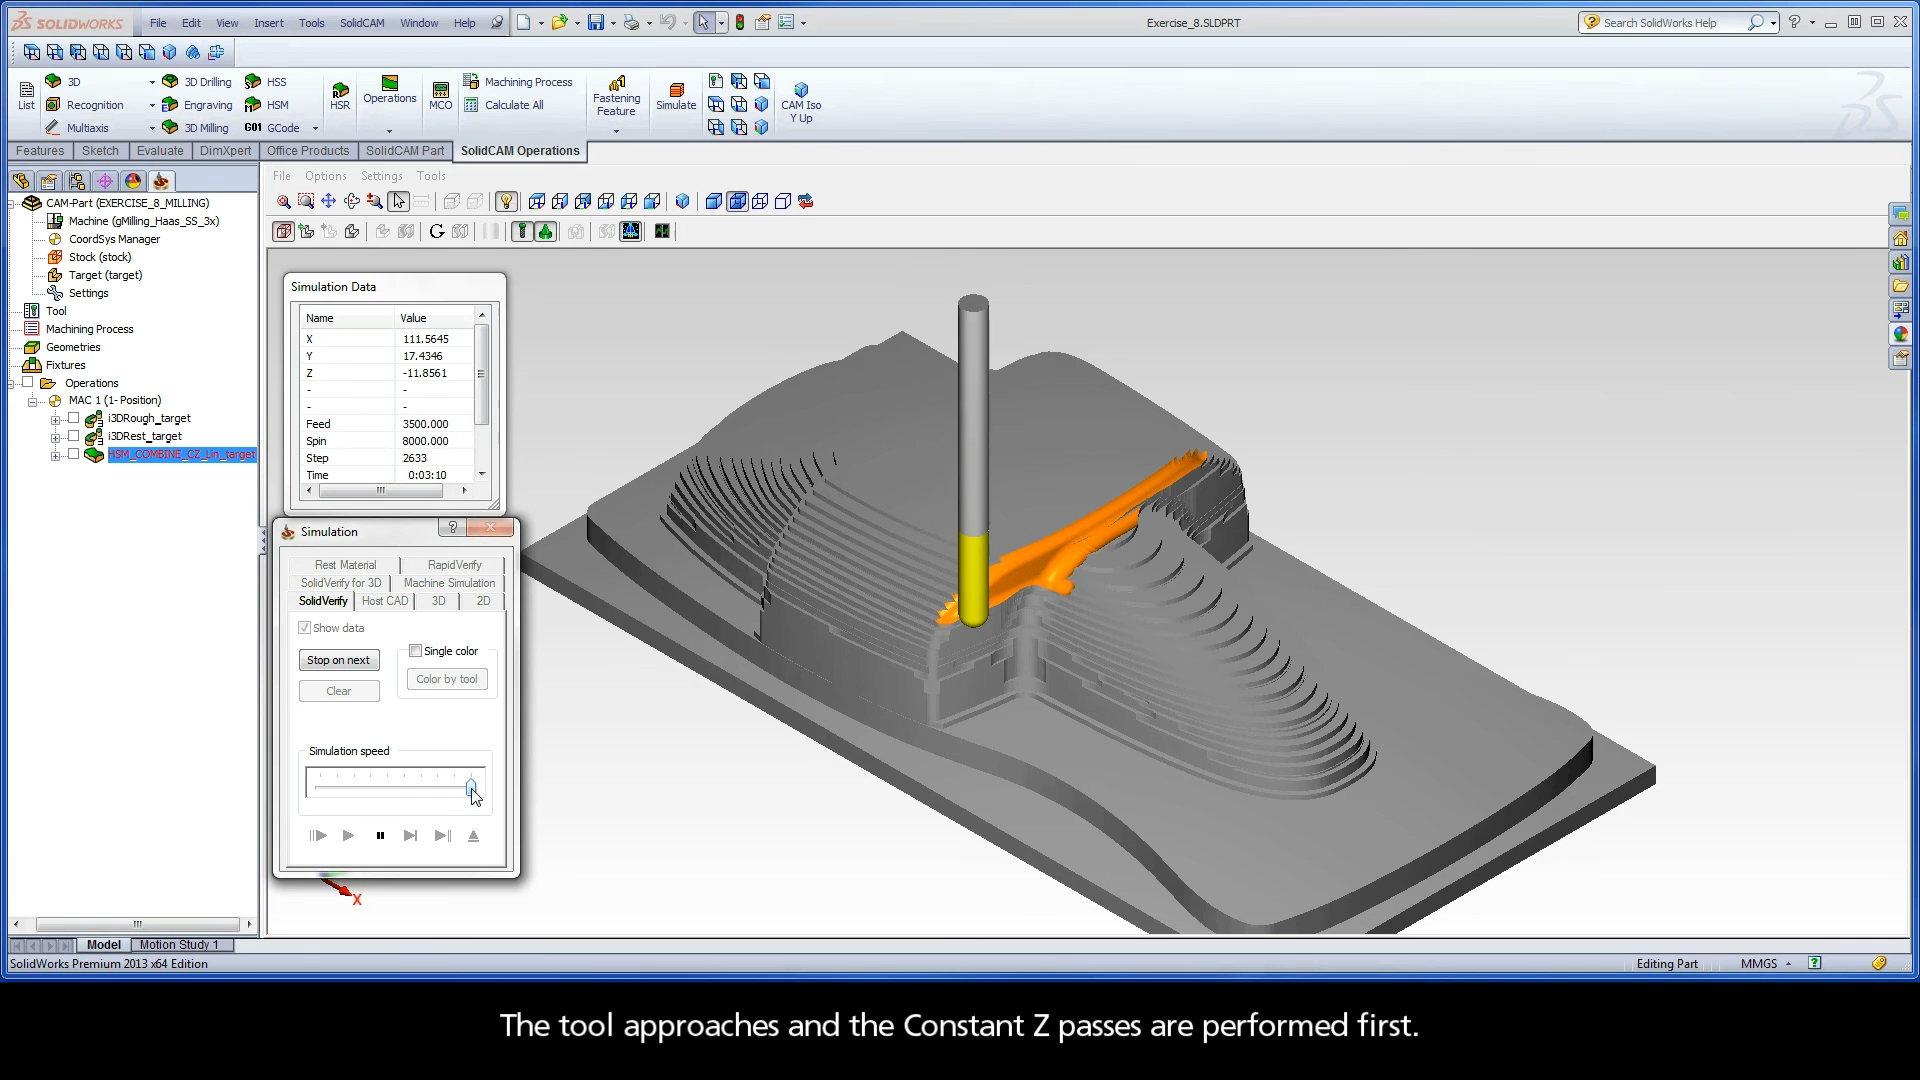 SOLIDWORKS File Edit View Insert Tools SolidCAM Window Help Exercise_8.SLDPRT Search SolidWorks Help
List
3D
Recognition
Multiaxis
3D Drilling
Engraving
3D Milling
HSS
HSM
G01 GCode
HSR
Operations
MCO
Machining Process
Calculate All
Fastening
Feature
Simulate
CAM Iso
Y Up
Features Sketch Evaluate DimXpert Office Products SolidCAM Part SolidCAM Operations
File Options Settings Tools
CAM-Part (EXERCISE_8_MILLING)
Machine (gMilling_Haas_SS_3x)
CoordSys Manager
Stock (stock)
Target (target)
Settings
Tool
Machining Process
Geometries
Fixtures
Operations
MAC 1 (1- Position)
i3DRough_target
i3DRest_target
HSM_COMBINE_CZ_Lin_target
Simulation Data
Name Value
X 111.5645
Y 17.4346
Z -11.8561
- -
- -
Feed 3500.000
Spin 8000.000
Step 2633
Time 0:03:10
Simulation
Rest Material RapidVerify
SolidVerify for 3D Machine Simulation
SolidVerify Host CAD 3D 2D
Show data
Stop on next
Single color
Clear
Color by tool
Simulation speed
X
Model Motion Study 1
SolidWorks Premium 2013 x64 Edition Editing Part MMGS
The tool approaches and the Constant Z passes are performed first.